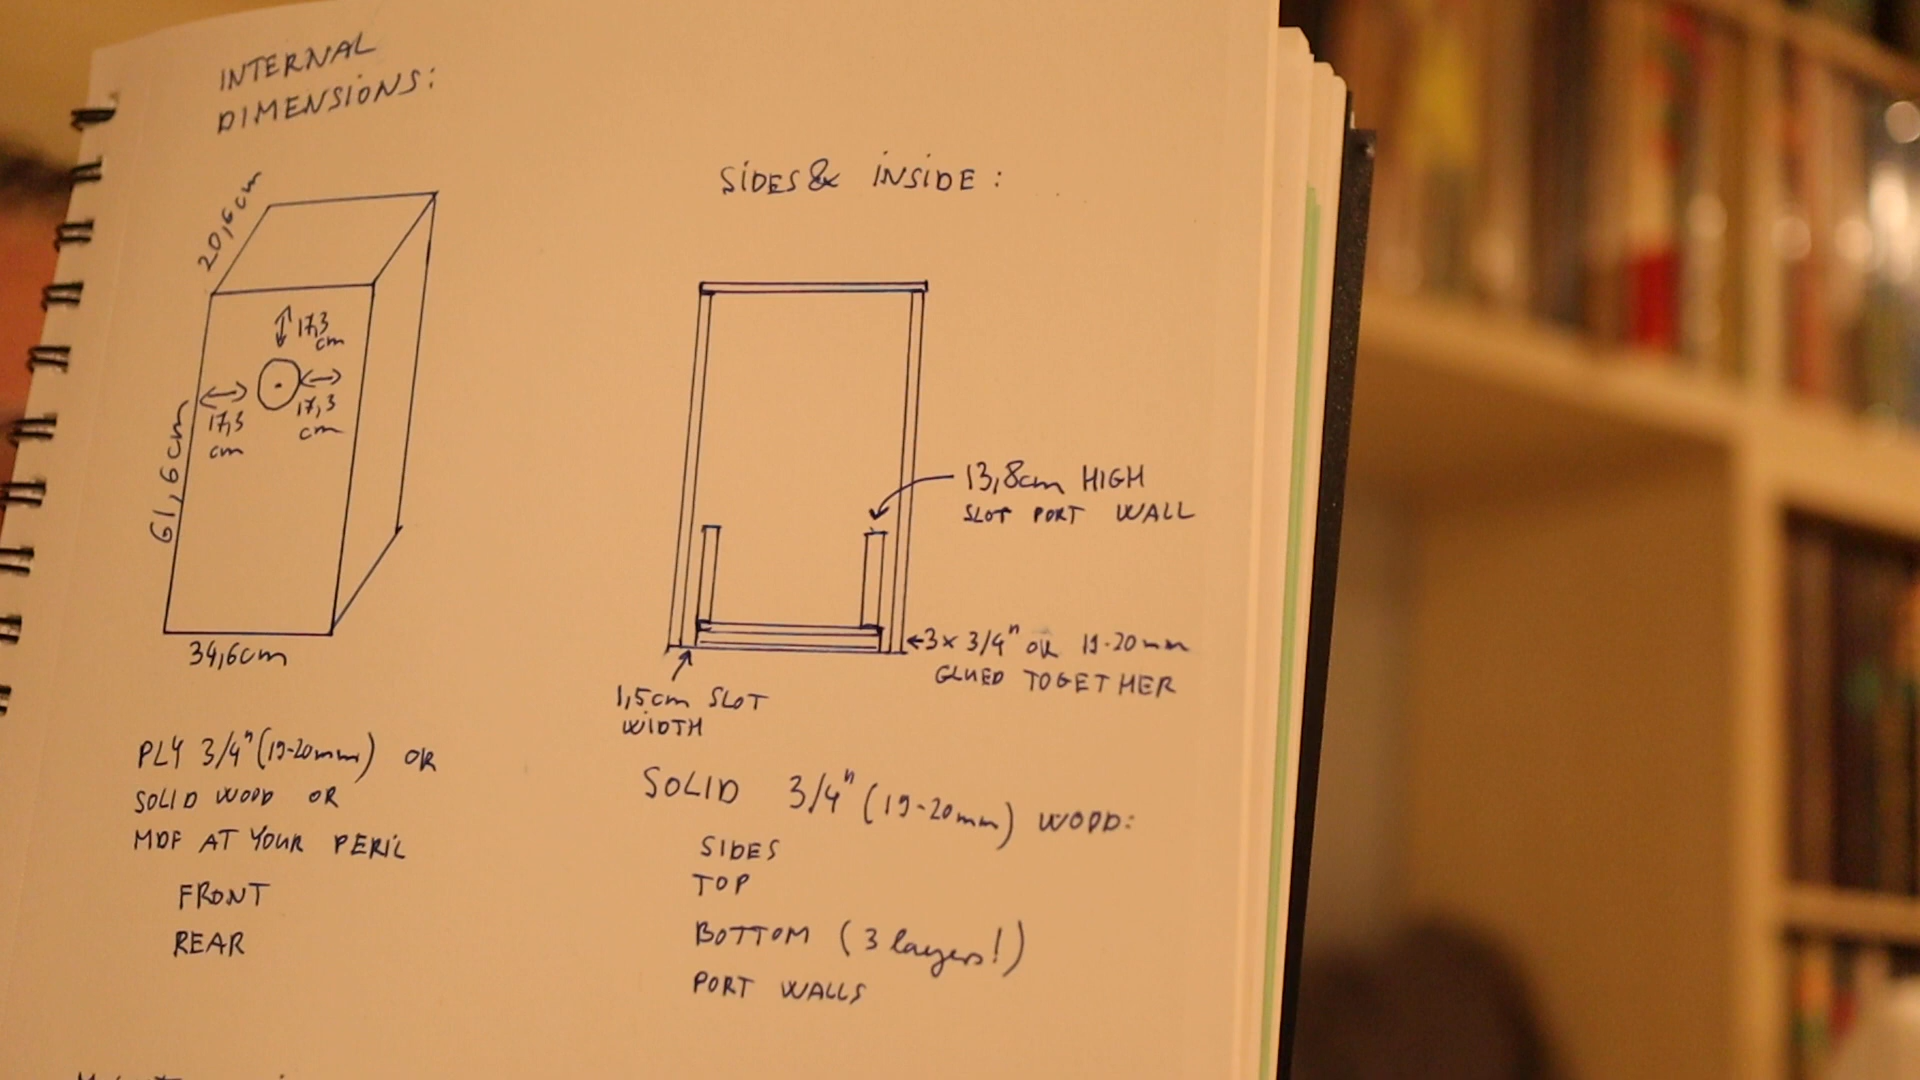 INTERNAL
DIMENSIONS:
20,6cm
17,3
cm
17,3
cm
17,3
cm
61,6cm
34,6cm
PLY 3/4" (19-20mm) OR
SOLID WOOD OR
MDF AT YOUR PERIL
FRONT
REAR
SIDES & INSIDE:
13,8cm HIGH
SLOT PORT WALL
←3x 3/4" OR 19-20mm
GLUED TOGETHER
1,5cm SLOT
WIDTH
SOLID 3/4" (19-20mm) WOOD:
SIDES
TOP
BOTTOM (3 layers!)
PORT WALLS